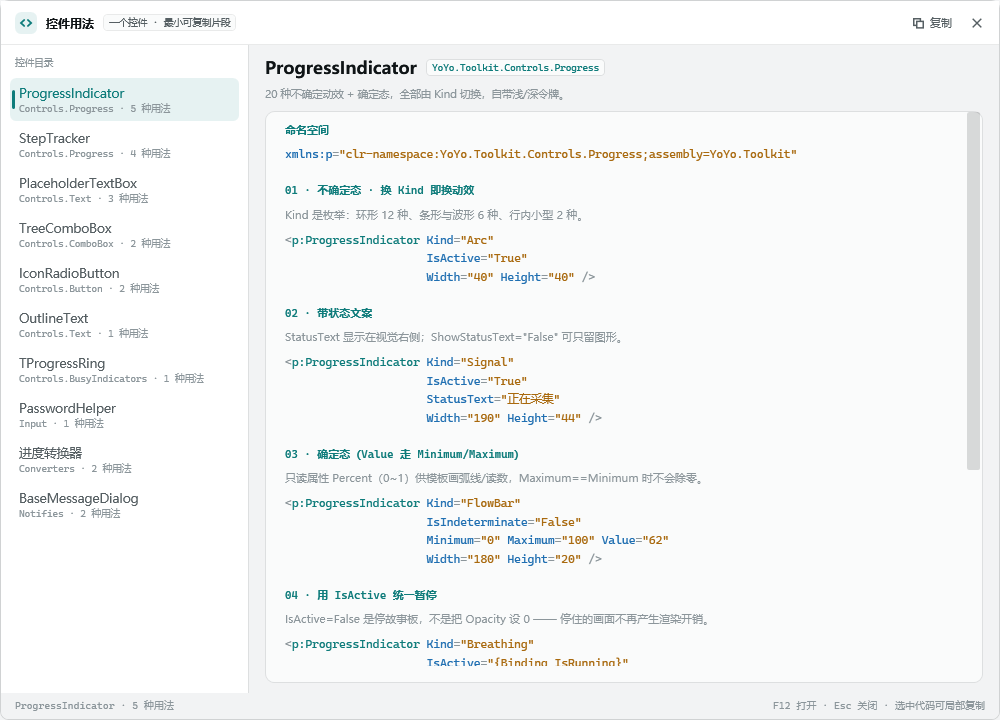 控件用法 一个控件 · 最小可复制片段 复制
控件目录
ProgressIndicator
Controls.Progress · 5 种用法
StepTracker
Controls.Progress · 4 种用法
PlaceholderTextBox
Controls.Text · 3 种用法
TreeComboBox
Controls.ComboBox · 2 种用法
IconRadioButton
Controls.Button · 2 种用法
OutlineText
Controls.Text · 1 种用法
TProgressRing
Controls.BusyIndicators · 1 种用法
PasswordHelper
Input · 1 种用法
进度转换器
Converters · 2 种用法
BaseMessageDialog
Notifies · 2 种用法
ProgressIndicator YoYo.Toolkit.Controls.Progress
20 种不确定动效 + 确定态，全部由 Kind 切换，自带浅/深令牌。
命名空间
xmlns:p="clr-namespace:YoYo.Toolkit.Controls.Progress;assembly=YoYo.Toolkit"
01 · 不确定态 · 换 Kind 即换动效
Kind 是枚举：环形 12 种、条形与波形 6 种、行内小型 2 种。
<p:ProgressIndicator Kind="Arc"
IsActive="True"
Width="40" Height="40" />
02 · 带状态文案
StatusText 显示在视觉右侧；ShowStatusText="False" 可只留图形。
<p:ProgressIndicator Kind="Signal"
IsActive="True"
StatusText="正在采集"
Width="190" Height="44" />
03 · 确定态 (Value 走 Minimum/Maximum)
只读属性 Percent（0~1）供模板画弧线/读数，Maximum==Minimum 时不会除零。
<p:ProgressIndicator Kind="FlowBar"
IsIndeterminate="False"
Minimum="0" Maximum="100" Value="62"
Width="180" Height="20" />
04 · 用 IsActive 统一暂停
IsActive=False 是停故事板，不是把 Opacity 设 0 —— 停住的画面不再产生渲染开销。
<p:ProgressIndicator Kind="Breathing"
IsActive="{Binding IsRunning}"
ProgressIndicator · 5 种用法 F12 打开 · Esc 关闭 · 选中代码可局部复制